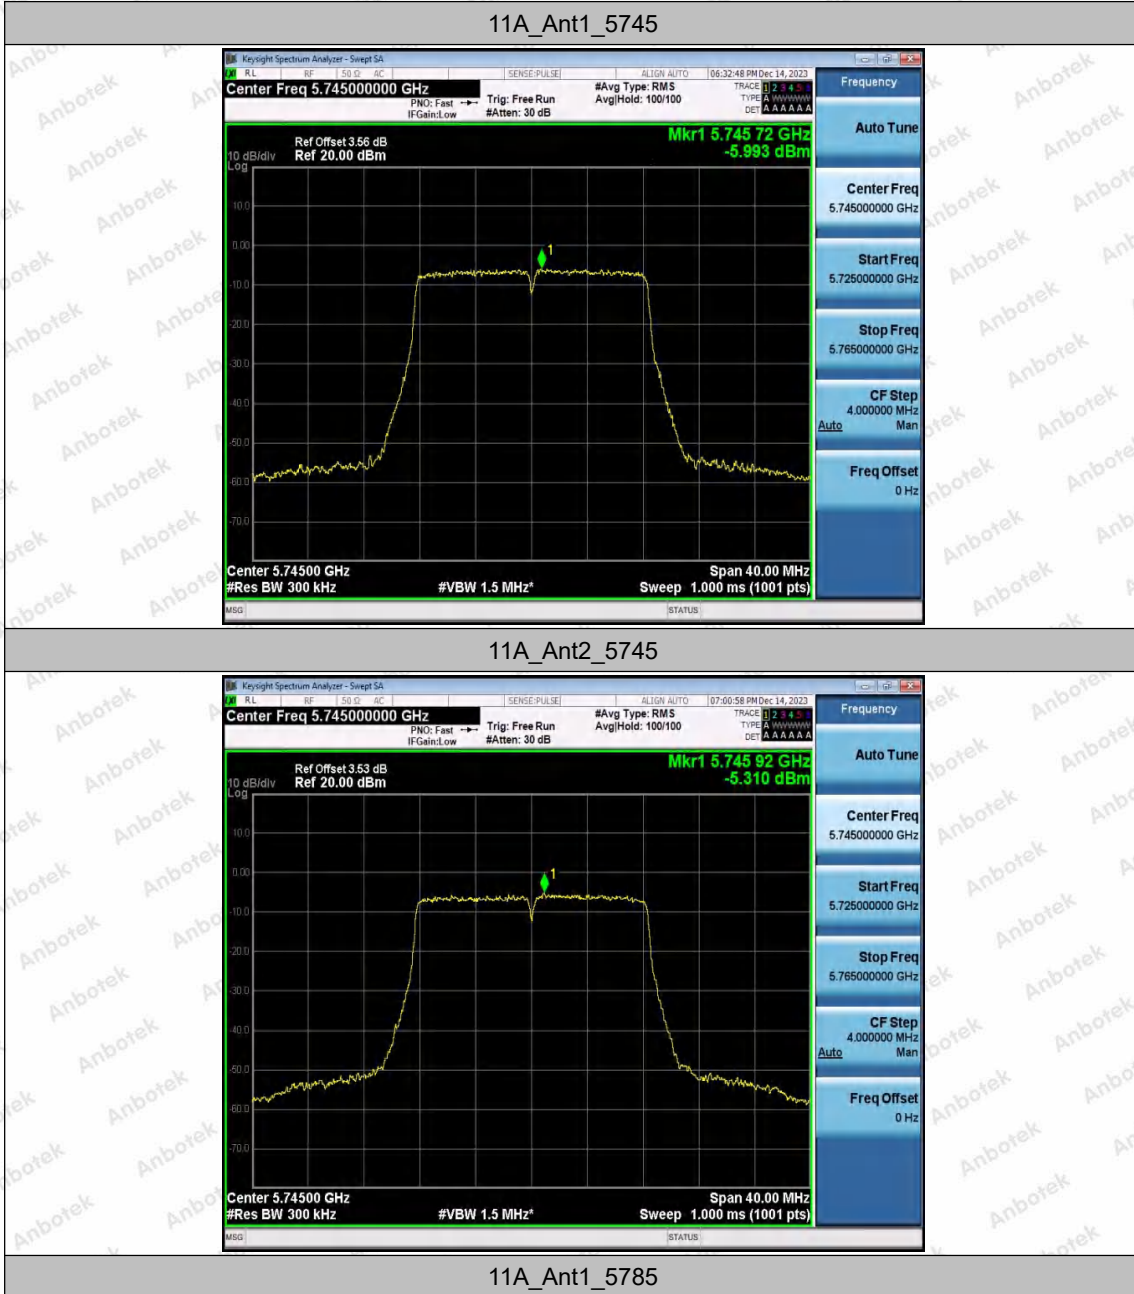 11A_Ant1_5745
Keysight Spectrum Analyzer - Swept SA
RL RF 50 Ω AC SENSE:PULSE ALIGN AUTO 06:32:48 PM Dec 14, 2023
Center Freq 5.745000000 GHz
PNO: Fast
IFGain:Low
Trig: Free Run
#Atten: 30 dB
#Avg Type: RMS
Avg|Hold: 100/100
TRACE 1 2 3 4 5 6
TYPE A WWWWW
DET A A A A A A
Ref Offset 3.56 dB
10 dB/div Ref 20.00 dBm
Log
Mkr1 5.745 72 GHz
-5.993 dBm
10.0
0.00
-10.0
-20.0
-30.0
-40.0
-50.0
-60.0
-70.0
1
Center 5.74500 GHz
#Res BW 300 kHz
#VBW 1.5 MHz*
Span 40.00 MHz
Sweep 1.000 ms (1001 pts)
MSG STATUS
Frequency
Auto Tune
Center Freq
5.745000000 GHz
Start Freq
5.725000000 GHz
Stop Freq
5.765000000 GHz
CF Step
4.000000 MHz
Auto Man
Freq Offset
0 Hz
11A_Ant2_5745
Keysight Spectrum Analyzer - Swept SA
RL RF 50 Ω AC SENSE:PULSE ALIGN AUTO 07:00:58 PM Dec 14, 2023
Center Freq 5.745000000 GHz
PNO: Fast
IFGain:Low
Trig: Free Run
#Atten: 30 dB
#Avg Type: RMS
Avg|Hold: 100/100
TRACE 1 2 3 4 5 6
TYPE A WWWWW
DET A A A A A A
Ref Offset 3.53 dB
10 dB/div Ref 20.00 dBm
Log
Mkr1 5.745 92 GHz
-5.310 dBm
10.0
0.00
-10.0
-20.0
-30.0
-40.0
-50.0
-60.0
-70.0
1
Center 5.74500 GHz
#Res BW 300 kHz
#VBW 1.5 MHz*
Span 40.00 MHz
Sweep 1.000 ms (1001 pts)
MSG STATUS
Frequency
Auto Tune
Center Freq
5.745000000 GHz
Start Freq
5.725000000 GHz
Stop Freq
5.765000000 GHz
CF Step
4.000000 MHz
Auto Man
Freq Offset
0 Hz
11A_Ant1_5785
Anbotek